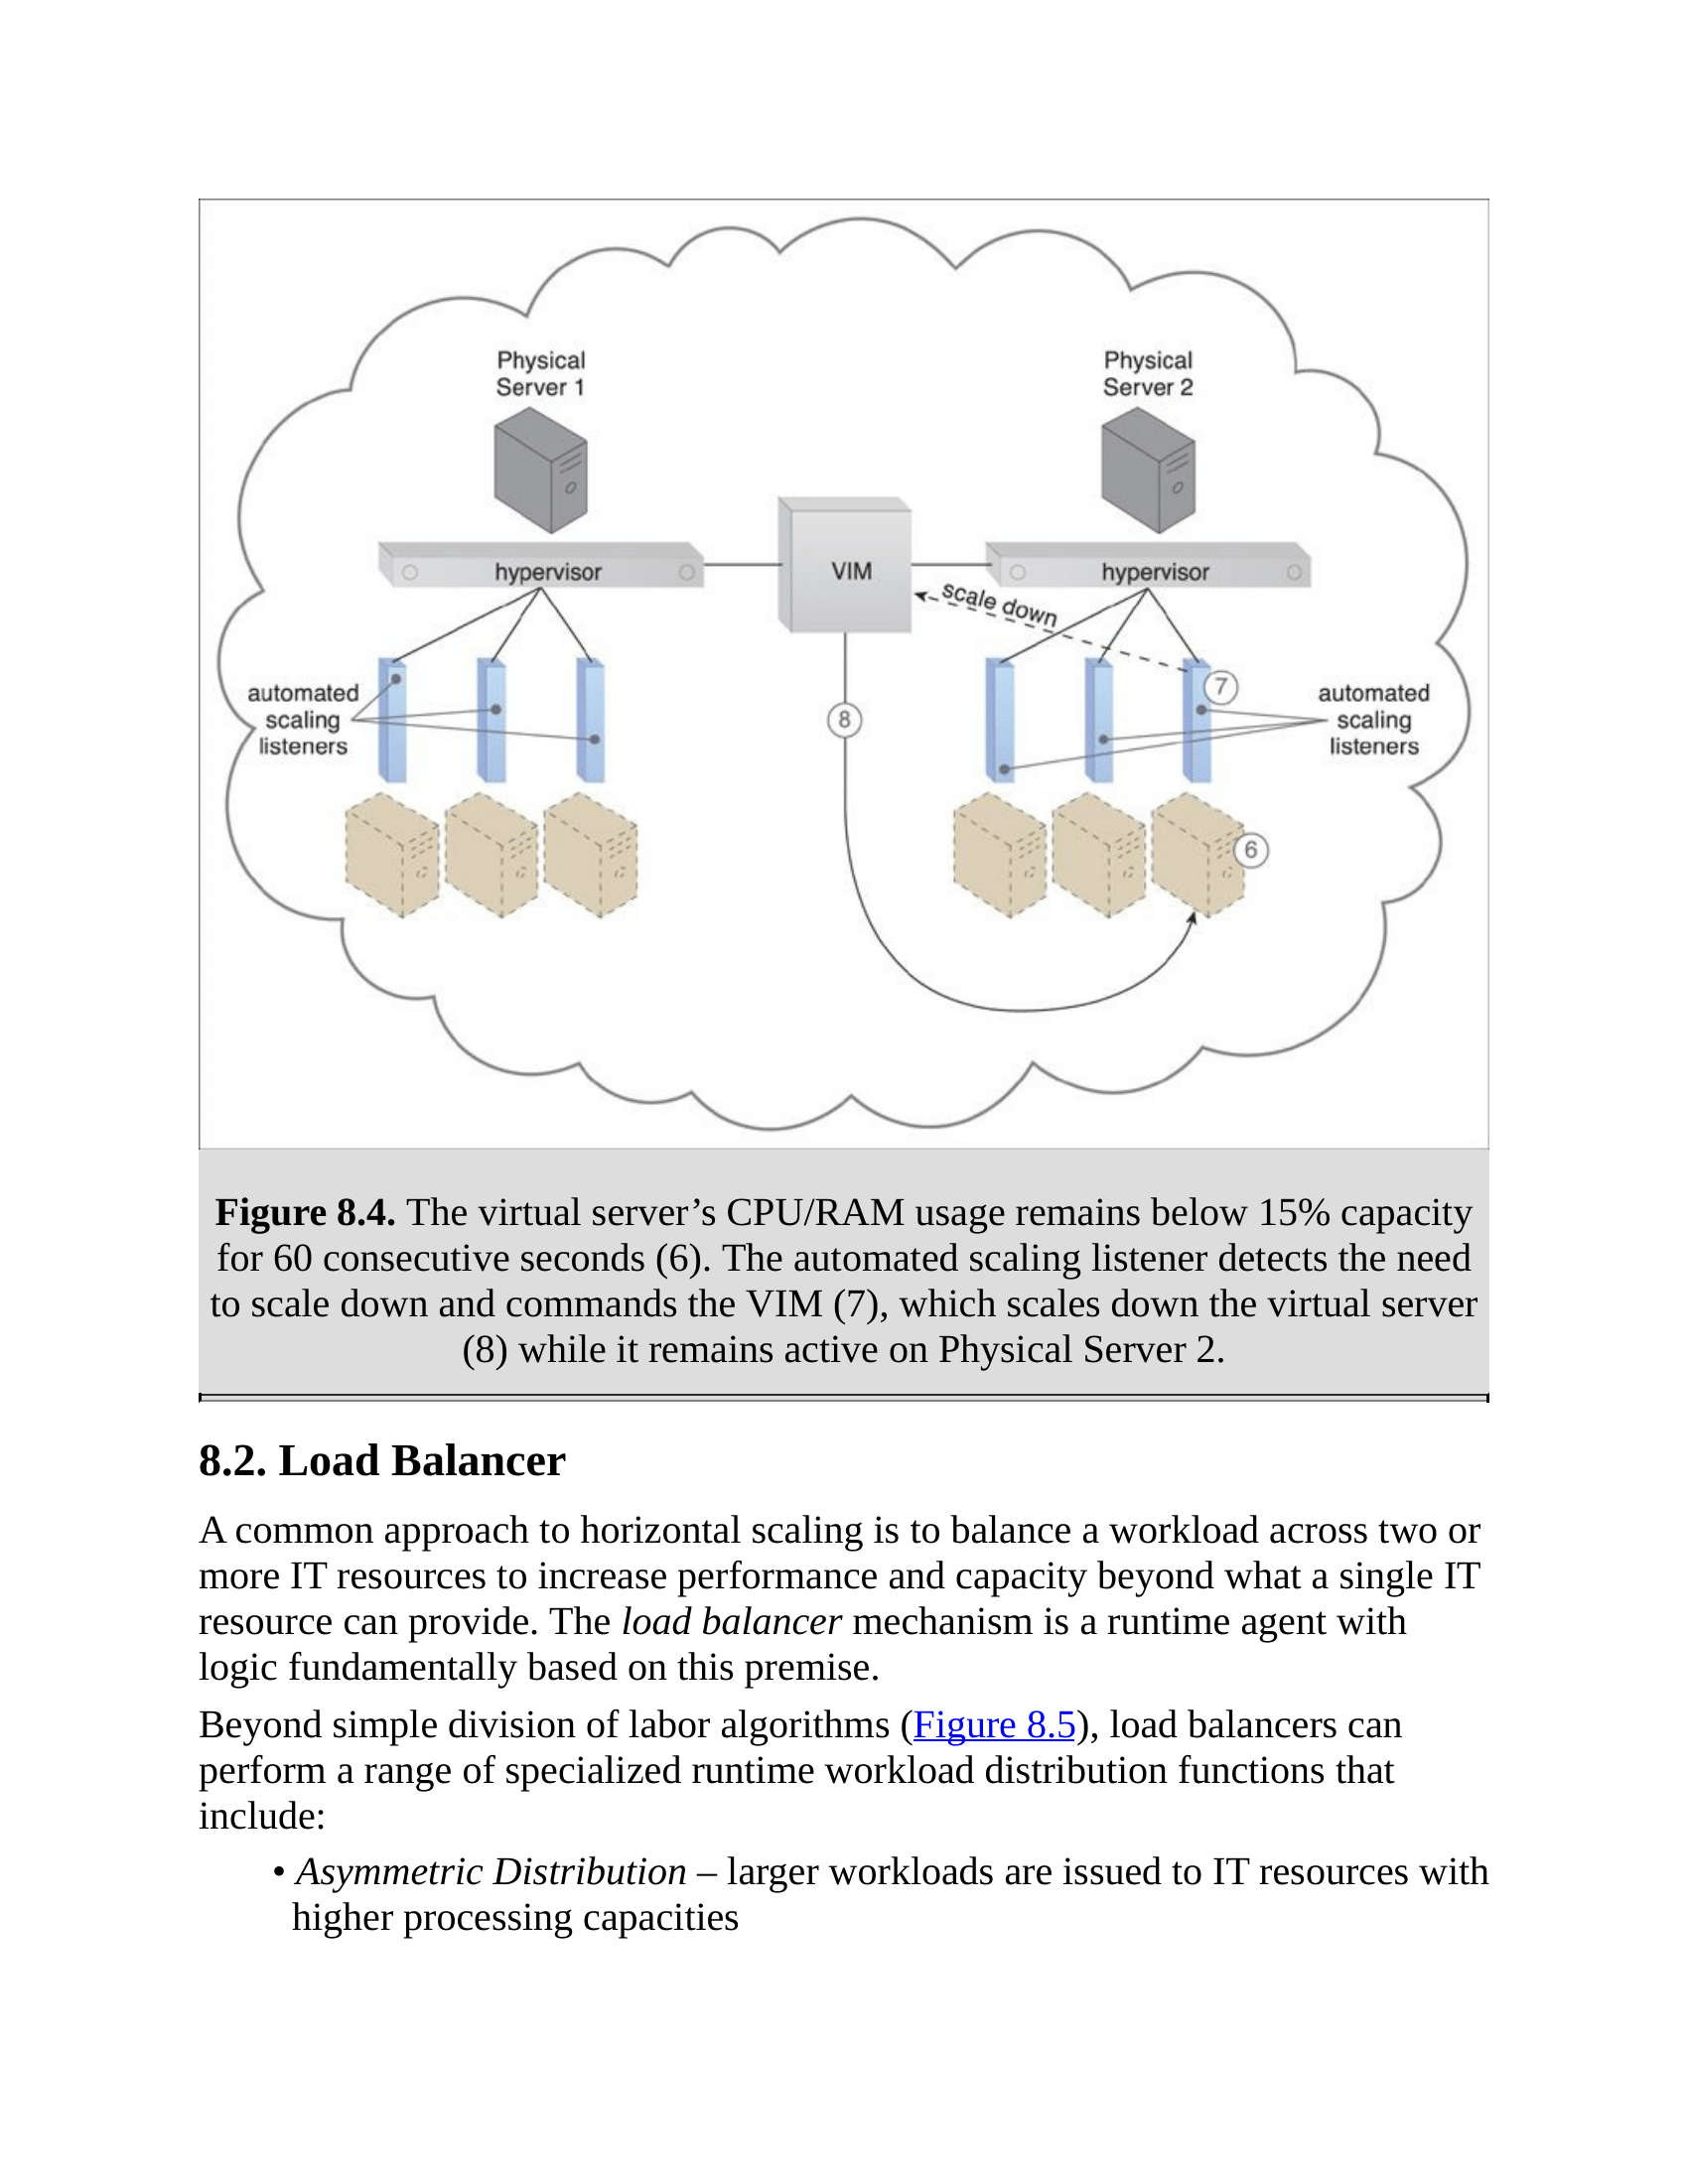 Physical
Server 1
Physical
Server 2
hypervisor
VIM
hypervisor
scale down
automated
scaling
listeners
8
7
automated
scaling
listeners
6
Figure 8.4. The virtual server’s CPU/RAM usage remains below 15% capacity
for 60 consecutive seconds (6). The automated scaling listener detects the need
to scale down and commands the VIM (7), which scales down the virtual server
(8) while it remains active on Physical Server 2.
8.2. Load Balancer
A common approach to horizontal scaling is to balance a workload across two or
more IT resources to increase performance and capacity beyond what a single IT
resource can provide. The load balancer mechanism is a runtime agent with
logic fundamentally based on this premise.
Beyond simple division of labor algorithms (Figure 8.5), load balancers can
perform a range of specialized runtime workload distribution functions that
include:
• Asymmetric Distribution – larger workloads are issued to IT resources with
higher processing capacities